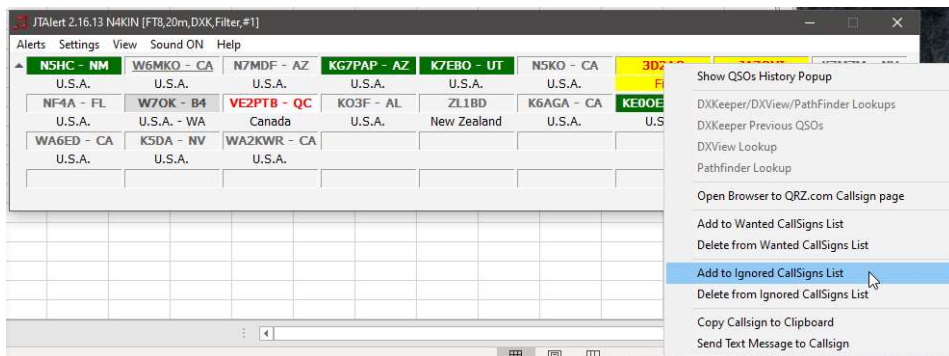 JTAlert 2.16.13 N4KIN [FT8,20m,DXK,Filter,#1]
Alerts Settings View Sound ON Help
N5HC - NM W6MKO - CA N7MDF - AZ KG7PAP - AZ K7EBO - UT N5KO - CA
U.S.A. U.S.A. U.S.A. U.S.A. U.S.A. U.S.A.
NF4A - FL W7OK - B4 VE2PTB - QC KO3F - AL ZL1BD K6AGA - CA KE0OE
U.S.A. U.S.A. - WA Canada U.S.A. New Zealand U.S.A. U.S
WA6ED - CA K5DA - NV WA2KWR - CA
U.S.A. U.S.A. U.S.A.
Show QSOs History Popup
DXKeeper/DXView/PathFinder Lookups
DXKeeper Previous QSOs
DXView Lookup
Pathfinder Lookup
Open Browser to QRZ.com Callsign page
Add to Wanted CallSigns List
Delete from Wanted CallSigns List
Add to Ignored CallSigns List
Delete from Ignored CallSigns List
Copy Callsign to Clipboard
Send Text Message to Callsign